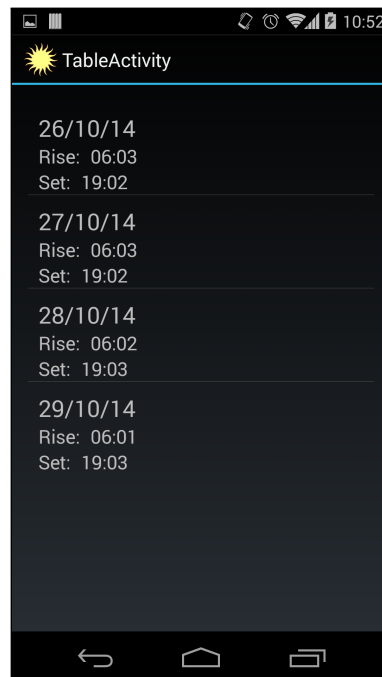 10:52
TableActivity
26/10/14
Rise: 06:03
Set: 19:02
27/10/14
Rise: 06:03
Set: 19:02
28/10/14
Rise: 06:02
Set: 19:03
29/10/14
Rise: 06:01
Set: 19:03